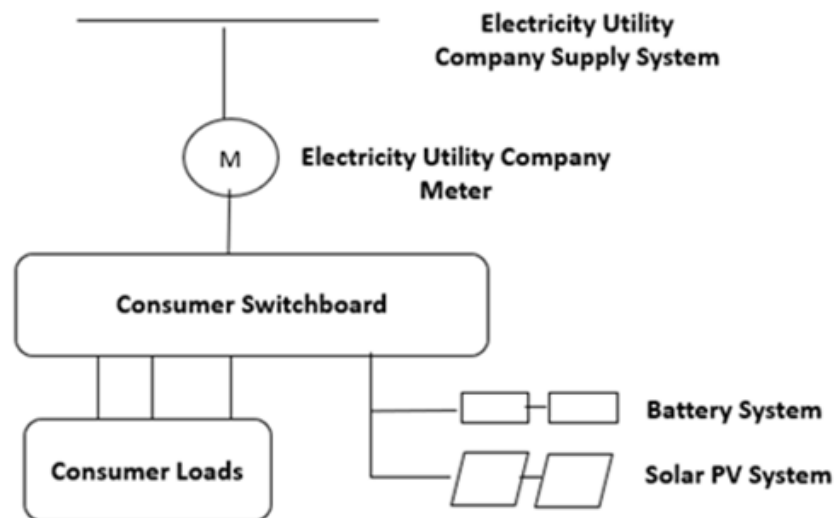 Electricity Utility
Company Supply System
M
Electricity Utility Company
Meter
Consumer Switchboard
Battery System
Consumer Loads
Solar PV System